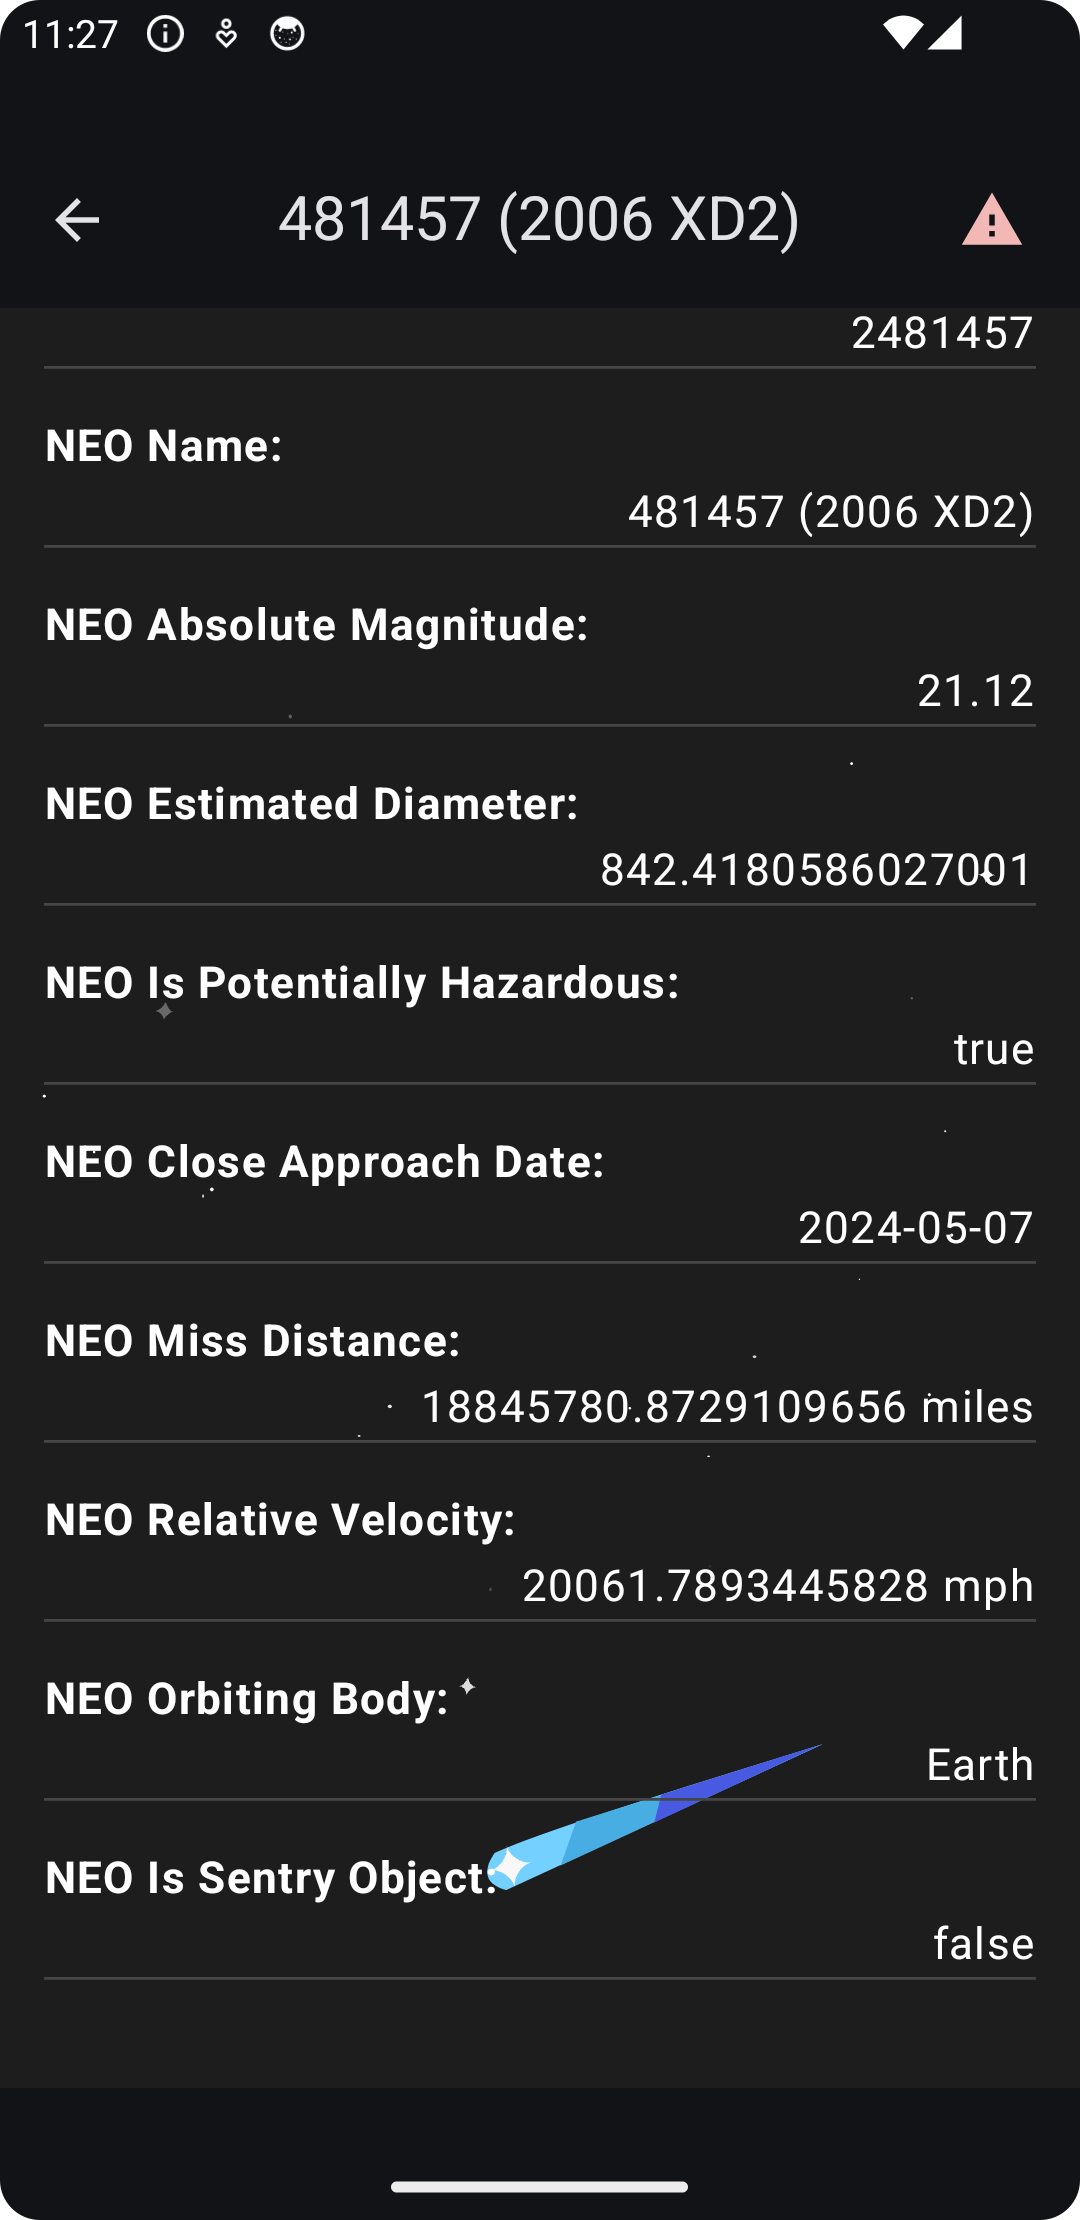 11:27
481457 (2006 XD2)
2481457
NEO Name:
481457 (2006 XD2)
NEO Absolute Magnitude:
21.12
NEO Estimated Diameter:
842.4180586027001
NEO Is Potentially Hazardous:
true
NEO Close Approach Date:
2024-05-07
NEO Miss Distance:
18845780.8729109656 miles
NEO Relative Velocity:
20061.7893445828 mph
NEO Orbiting Body:
Earth
NEO Is Sentry Object:
false